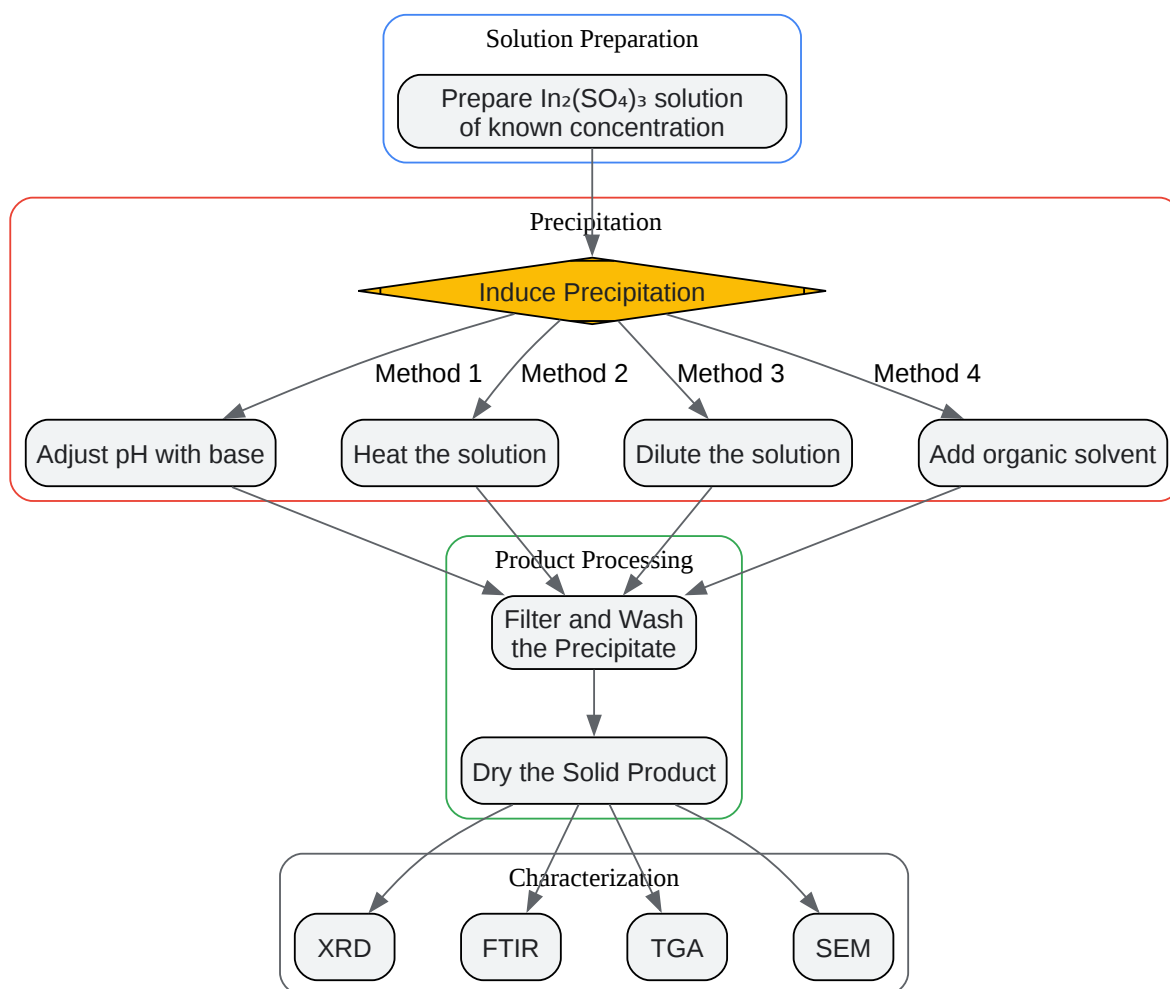 Solution Preparation
Prepare In₂(SO₄)₃ solution
of known concentration
Precipitation
Induce Precipitation
Method 1
Method 2
Method 3
Method 4
Adjust pH with base
Heat the solution
Dilute the solution
Add organic solvent
Product Processing
Filter and Wash
the Precipitate
Dry the Solid Product
Characterization
XRD
FTIR
TGA
SEM